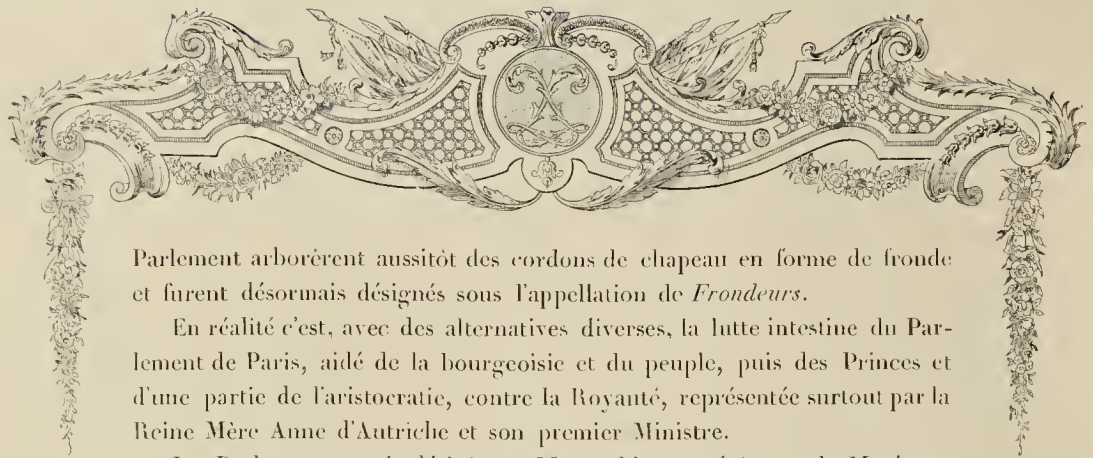 Parlement arborèrent aussitôt des cordons de chapeau en forme de fronde
et furent désormais désignés sous l'appellation de Frondeurs.
En réalité c'est, avec des alternatives diverses, la lutte intestine du Par-
lement de Paris, aidé de la bourgeoisie et du peuple, puis des Princes et
d'une partie de l'aristocratie, contre la Royauté, représentée surtout par la
Reine Mère Anne d'Autriche et son premier Ministre.